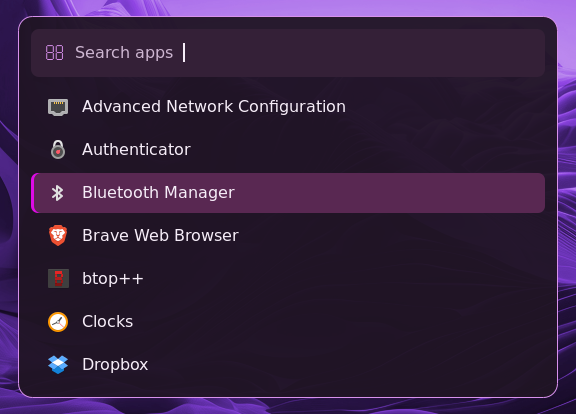 Search apps
Advanced Network Configuration
Authenticator
Bluetooth Manager
Brave Web Browser
btop++
Clocks
Dropbox